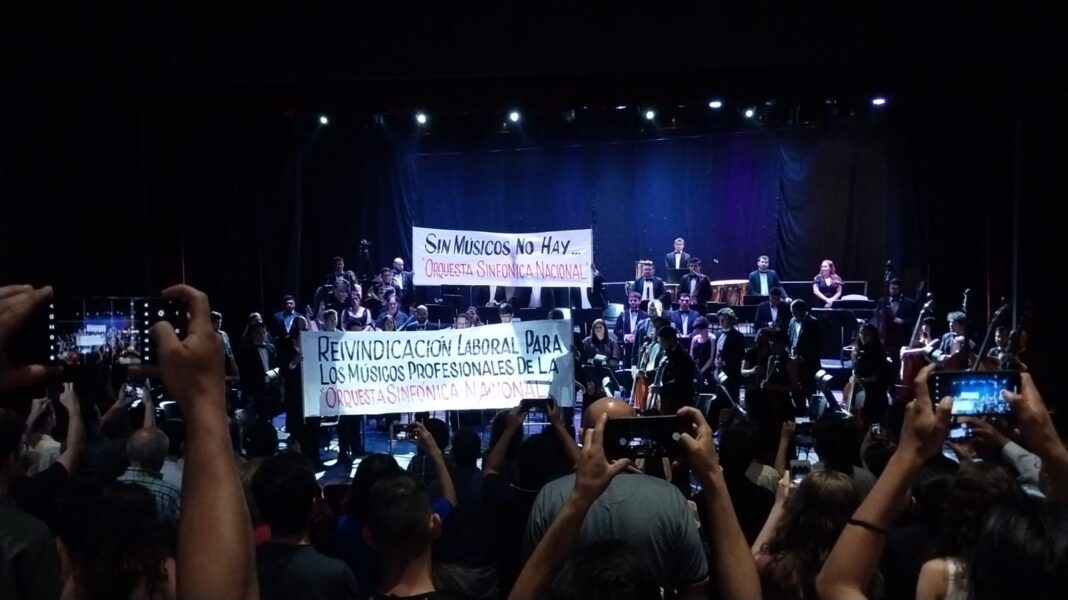 SIN MÚSICOS NO HAY...
"ORQUESTA SINFÓNICA NACIONAL"
REIVINDICACIÓN LABORAL PARA
LOS MÚSICOS PROFESIONALES DE LA
"ORQUESTA SINFÓNICA NACIONAL"